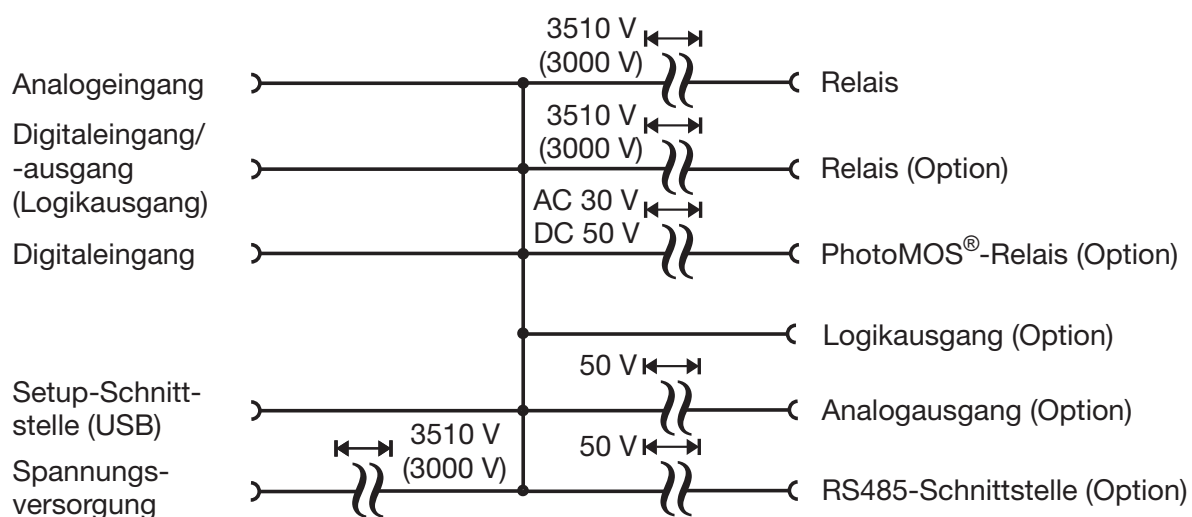 3510 V
(3000 V)
Analogeingang
Relais
Digitaleingang/
-ausgang
(Logikausgang)
3510 V
(3000 V)
Relais (Option)
AC 30 V
DC 50 V
Digitaleingang
PhotoMOS®-Relais (Option)
Logikausgang (Option)
50 V
Setup-Schnitt-
stelle (USB)
Analogausgang (Option)
3510 V
(3000 V)
50 V
Spannungs-
versorgung
RS485-Schnittstelle (Option)